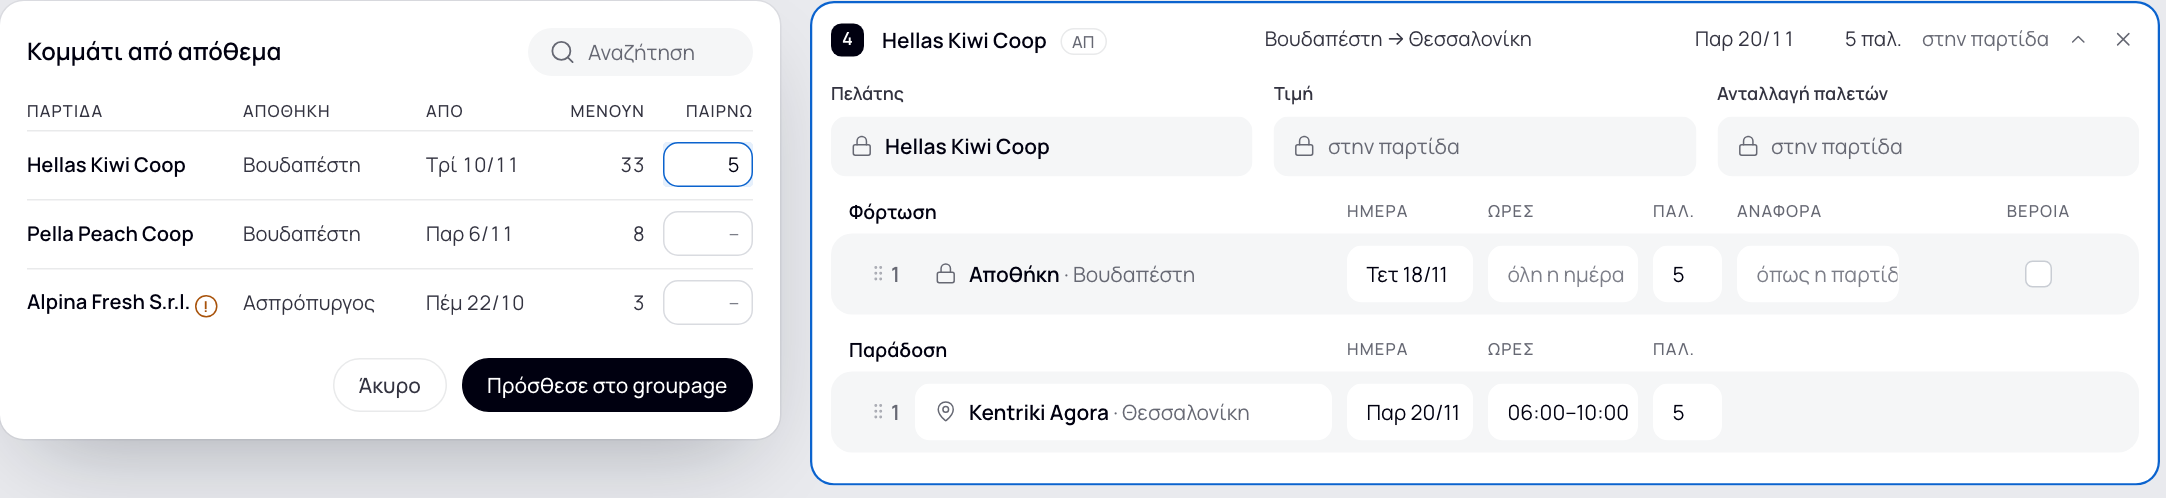 Κομμάτι από απόθεμα
Αναζήτηση
ΠΑΡΤΙΔΑ ΑΠΟΘΗΚΗ ΑΠΟ ΜΕΝΟΥΝ ΠΑΙΡΝΩ
Hellas Kiwi Coop Βουδαπέστη Τρί 10/11 33 5
Pella Peach Coop Βουδαπέστη Παρ 6/11 8 –
Alpina Fresh S.r.l. Ασπρόπυργος Πέμ 22/10 3 –
Άκυρο Πρόσθεσε στο groupage
4 Hellas Kiwi Coop ΑΠ Βουδαπέστη → Θεσσαλονίκη Παρ 20/11 5 παλ. στην παρτίδα
Πελάτης Τιμή Ανταλλαγή παλετών
Hellas Kiwi Coop στην παρτίδα στην παρτίδα
Φόρτωση ΗΜΕΡΑ ΩΡΕΣ ΠΑΛ. ΑΝΑΦΟΡΑ ΒΕΡΟΙΑ
1 Αποθήκη · Βουδαπέστη Τετ 18/11 όλη η ημέρα 5 όπως η παρτίδ
Παράδοση ΗΜΕΡΑ ΩΡΕΣ ΠΑΛ.
1 Kentriki Agora · Θεσσαλονίκη Παρ 20/11 06:00–10:00 5